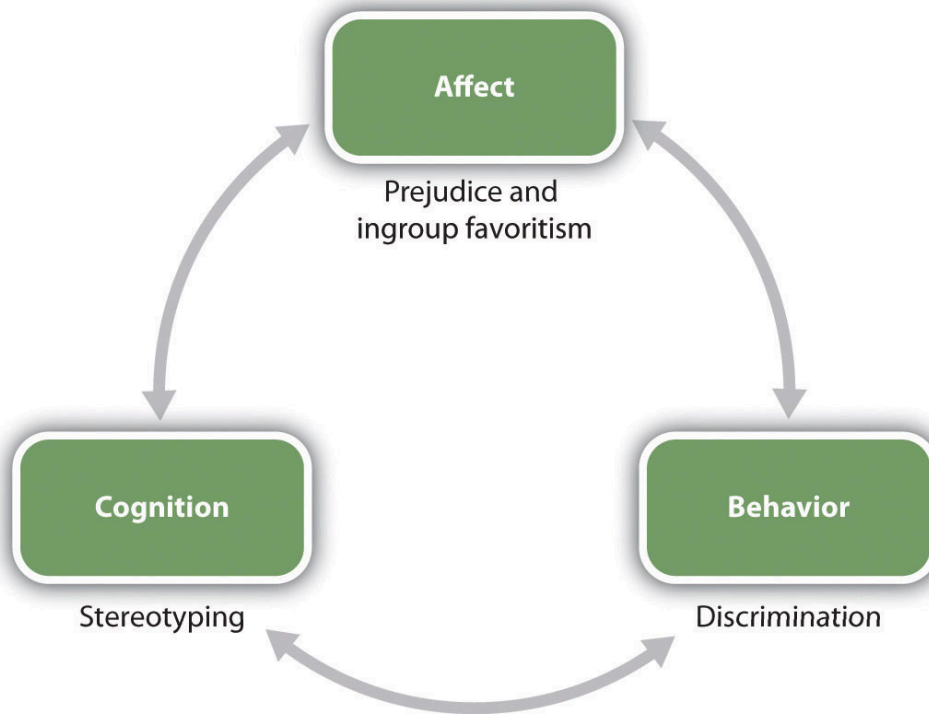 Affect
Prejudice and
ingroup favoritism
Cognition
Stereotyping
Behavior
Discrimination